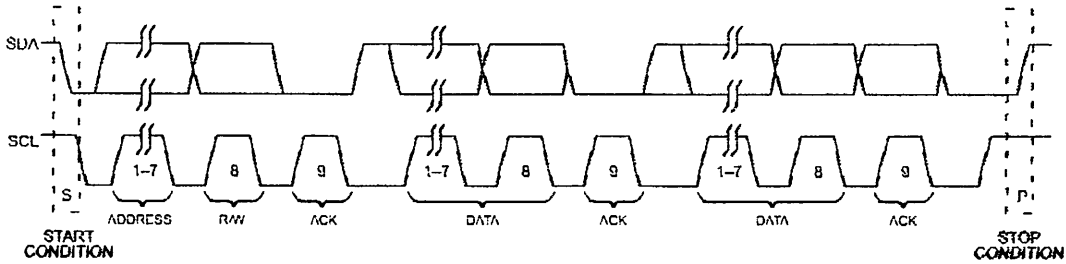 SDA
SCL
1–7 8 9 1–7 8 9 1–7 8 9
S P
ADDRESS R/W ACK DATA ACK DATA ACK
START
CONDITION
STOP
CONDITION